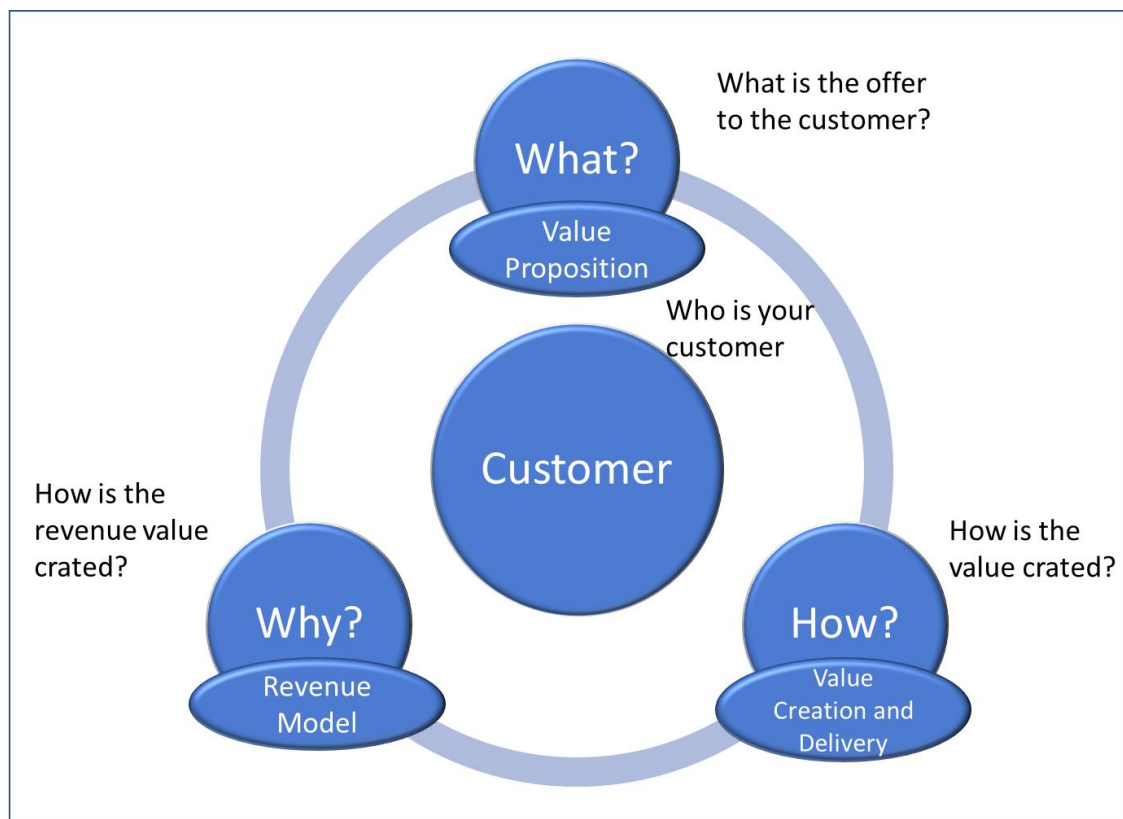 What is the offer
to the customer?
What?
Value
Proposition
Who is your
customer
Customer
How is the
revenue value
crated?
Why?
Revenue
Model
How is the
value crated?
How?
Value
Creation and
Delivery